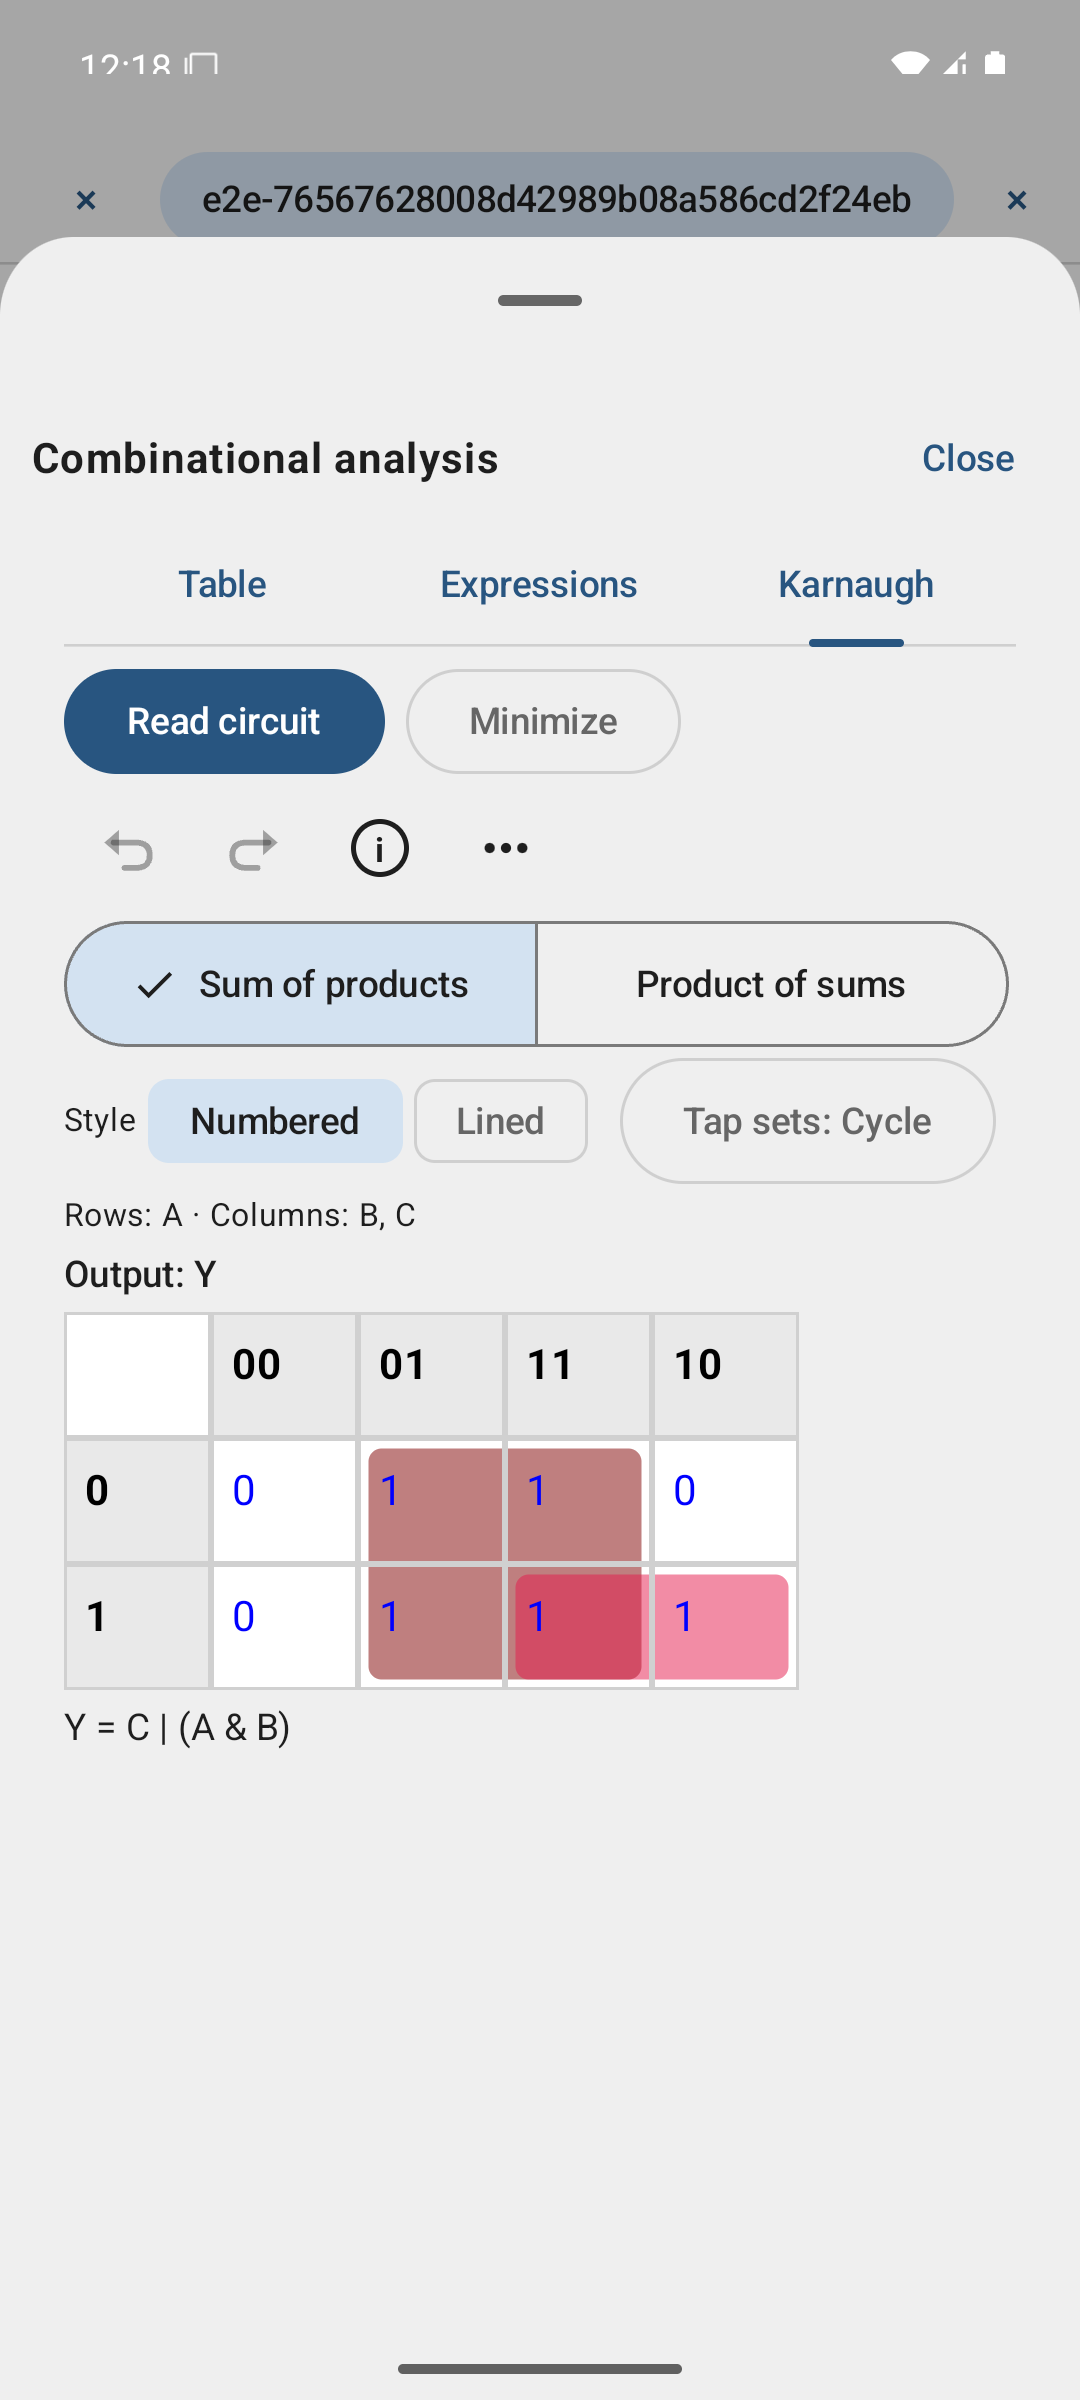 12:18
× e2e-76567628008d42989b08a586cd2f24eb ×
Combinational analysis Close
Table Expressions Karnaugh
Read circuit Minimize
i •••
Sum of products Product of sums
Style Numbered Lined Tap sets: Cycle
Rows: A · Columns: B, C
Output: Y
00 01 11 10
0 0 1 1 0
1 0 1 1 1
Y = C | (A & B)